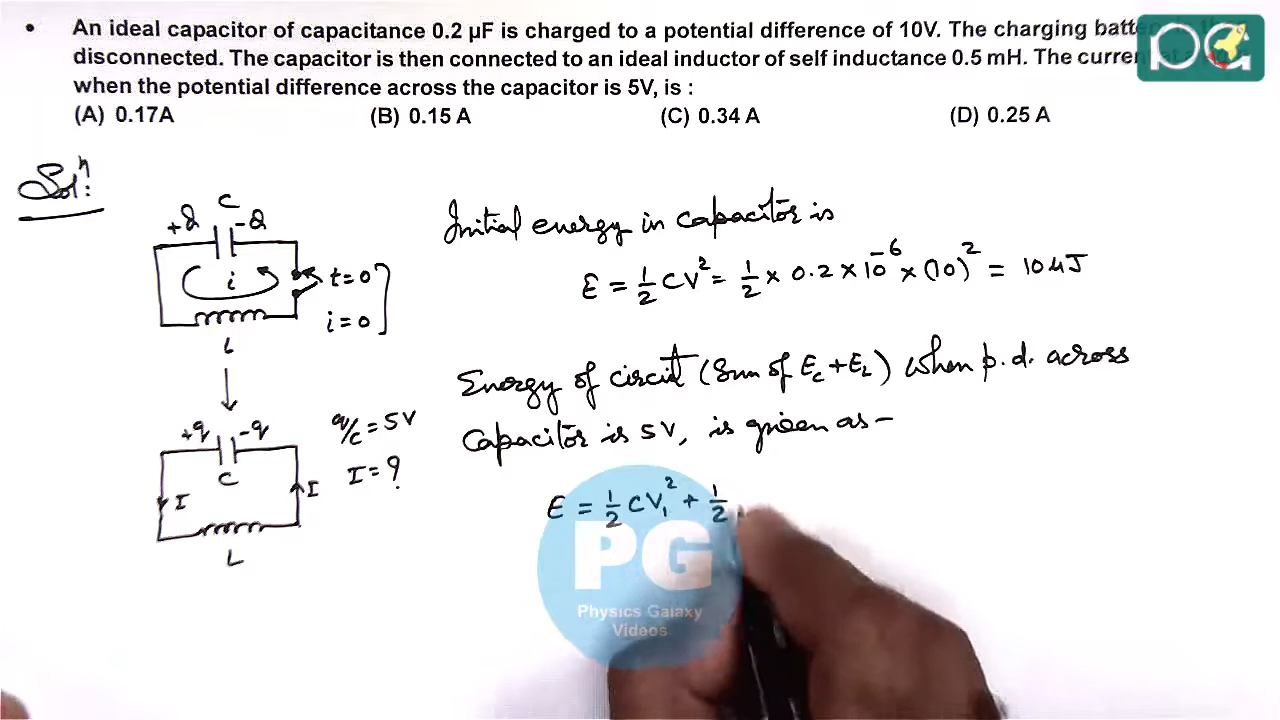 • An ideal capacitor of capacitance 0.2 μF is charged to a potential difference of 10V. The charging
disconnected. The capacitor is then connected to an ideal inductor of self inductance 0.5 mH. The
when the potential difference across the capacitor is 5V, is :
(A) 0.17A (B) 0.15 A (C) 0.34 A (D) 0.25 A
PG
Solⁿ:
C
+Q -Q
i
t=0
i=0
L
Initial energy in capacitor is
E = 1/2 CV² = 1/2 × 0.2 × 10⁻⁶ × (10)² = 10 μJ
Energy of circuit (Sum of E_C + E_L) when p.d. across
Capacitor is 5V, is given as –
+q -q
C
I I
L
q/C = 5V
I = ?
E = 1/2 CV₁² + 1/2
PG
Physics Galaxy
Videos